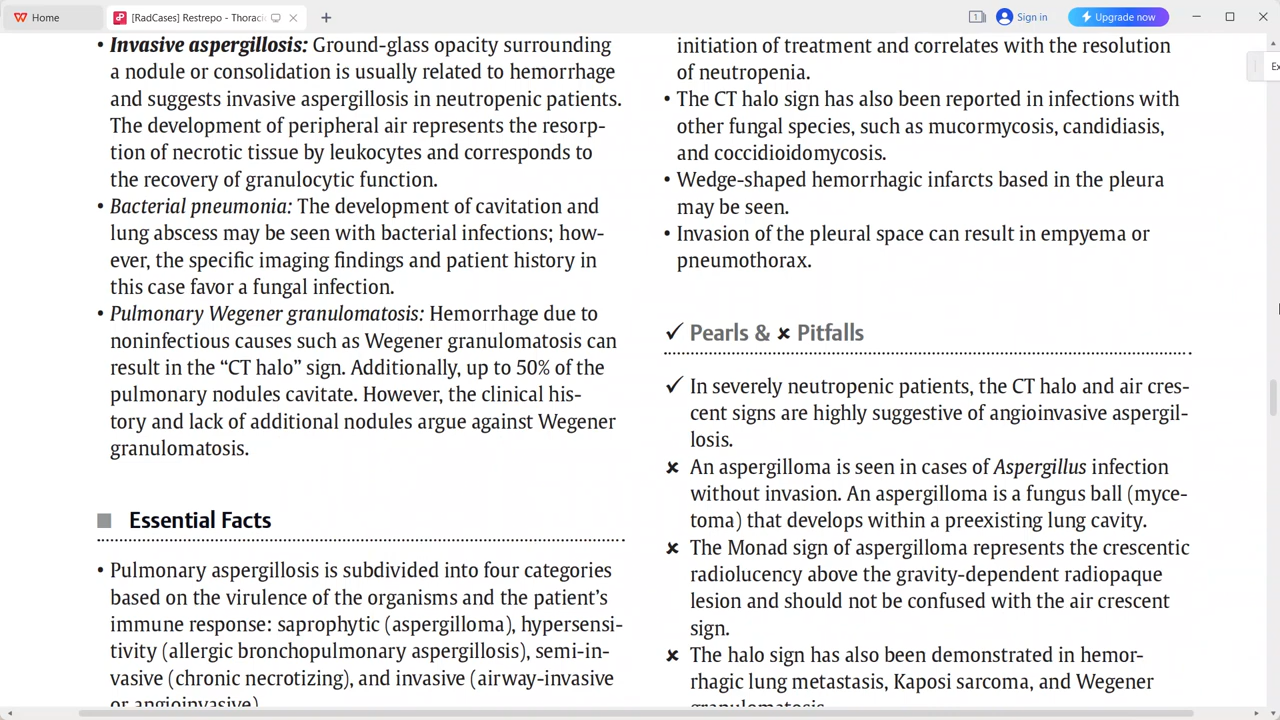 Home
[RadCases] Restrepo - Thoraci
Sign in
Upgrade now
• Invasive aspergillosis: Ground-glass opacity surrounding
a nodule or consolidation is usually related to hemorrhage
and suggests invasive aspergillosis in neutropenic patients.
The development of peripheral air represents the resorp-
tion of necrotic tissue by leukocytes and corresponds to
the recovery of granulocytic function.
• Bacterial pneumonia: The development of cavitation and
lung abscess may be seen with bacterial infections; how-
ever, the specific imaging findings and patient history in
this case favor a fungal infection.
• Pulmonary Wegener granulomatosis: Hemorrhage due to
noninfectious causes such as Wegener granulomatosis can
result in the “CT halo” sign. Additionally, up to 50% of the
pulmonary nodules cavitate. However, the clinical his-
tory and lack of additional nodules argue against Wegener
granulomatosis.
Essential Facts
• Pulmonary aspergillosis is subdivided into four categories
based on the virulence of the organisms and the patient’s
immune response: saprophytic (aspergilloma), hypersensi-
tivity (allergic bronchopulmonary aspergillosis), semi-in-
vasive (chronic necrotizing), and invasive (airway-invasive
or angioinvasive)
initiation of treatment and correlates with the resolution
of neutropenia.
• The CT halo sign has also been reported in infections with
other fungal species, such as mucormycosis, candidiasis,
and coccidioidomycosis.
• Wedge-shaped hemorrhagic infarcts based in the pleura
may be seen.
• Invasion of the pleural space can result in empyema or
pneumothorax.
✓ Pearls & ✘ Pitfalls
✓ In severely neutropenic patients, the CT halo and air cres-
cent signs are highly suggestive of angioinvasive aspergil-
losis.
✘ An aspergilloma is seen in cases of Aspergillus infection
without invasion. An aspergilloma is a fungus ball (myce-
toma) that develops within a preexisting lung cavity.
✘ The Monad sign of aspergilloma represents the crescentic
radiolucency above the gravity-dependent radiopaque
lesion and should not be confused with the air crescent
sign.
✘ The halo sign has also been demonstrated in hemor-
rhagic lung metastasis, Kaposi sarcoma, and Wegener
granulomatosis.
1
Ex